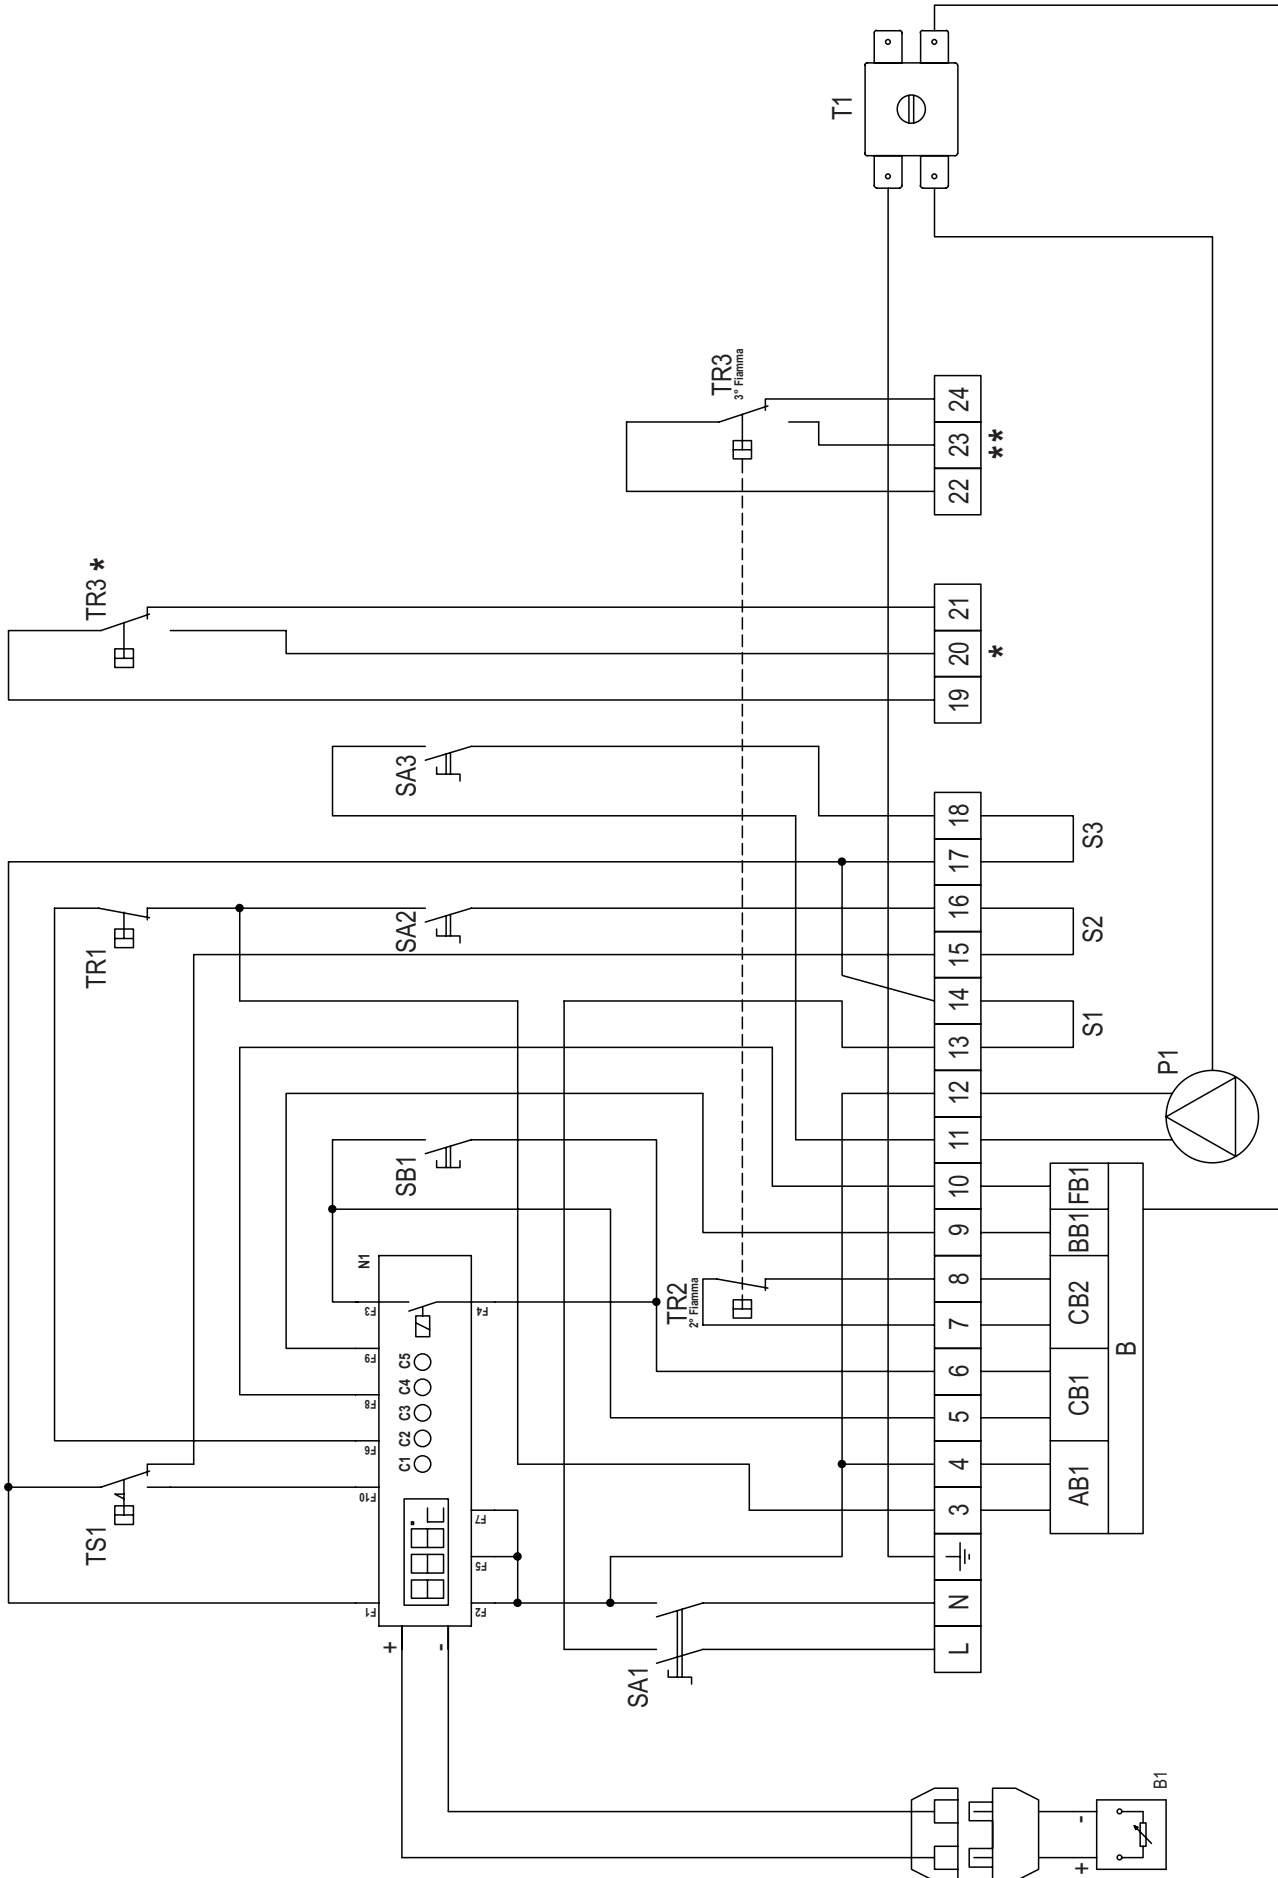 TS1 TR1 TR3 *
F1 F10 F6 F8 F9 F3 N1
+ C1 C2 C3 C4 C5 SB1 SA2 SA3
-
F2 F5 F7 F4
SA1 TR2 TR3
2° Fiamma 3° Fiamma
T1
L N 3 4 5 6 7 8 9 10 11 12 13 14 15 16 17 18 19 20 21 22 23 24
* **
AB1 CB1 CB2 BB1 FB1 S1 S2 S3
+ -
B
B1 P1